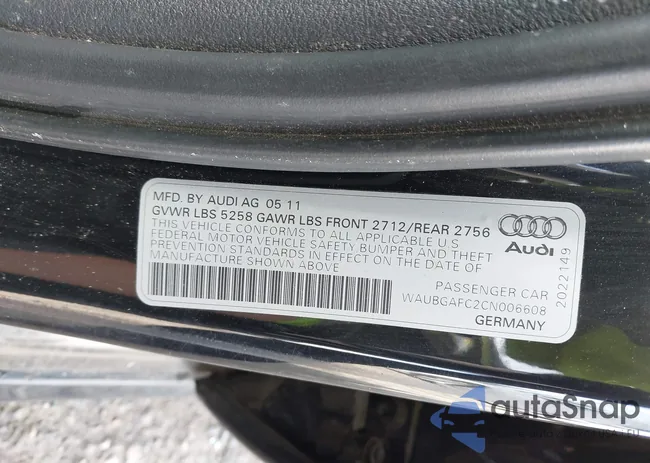 MFD. BY AUDI AG 05 11
GVWR LBS 5258 GAWR LBS FRONT 2712/REAR 2756
THIS VEHICLE CONFORMS TO ALL APPLICABLE U.S
FEDERAL MOTOR VEHICLE SAFETY BUMPER AND THEFT
PREVENTION STANDARDS IN EFFECT ON THE DATE OF
MANUFACTURE SHOWN ABOVE
Audi
2022149
PASSENGER CAR
WAUBGAFC2CN006608
GERMANY
autaSnap